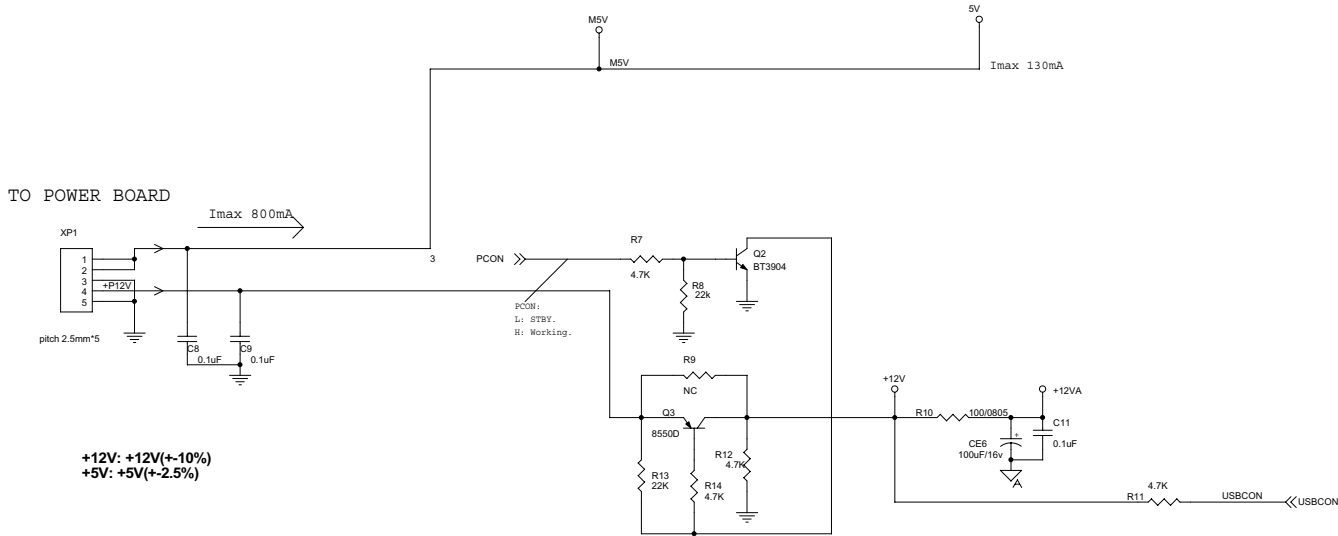 M5V
5V
M5V
Imax 130mA
TO POWER BOARD
Imax 800mA
XP1
1
2
3
4
5
+P12V
pitch 2.5mm*5
C8
0.1uF
C9
0.1uF
3
PCON
R7
4.7K
Q2
BT3904
R8
22k
PCON:
L: STBY.
H: Working.
R9
NC
Q3
8550D
R13
22K
R14
4.7K
R12
4.7K
+12V
+12VA
R10
100/0805
C11
0.1uF
CE6
+
100uF/16v
A
4.7K
R11
USBCON
USBCON
+12V: +12V(+-10%)
+5V: +5V(+-2.5%)